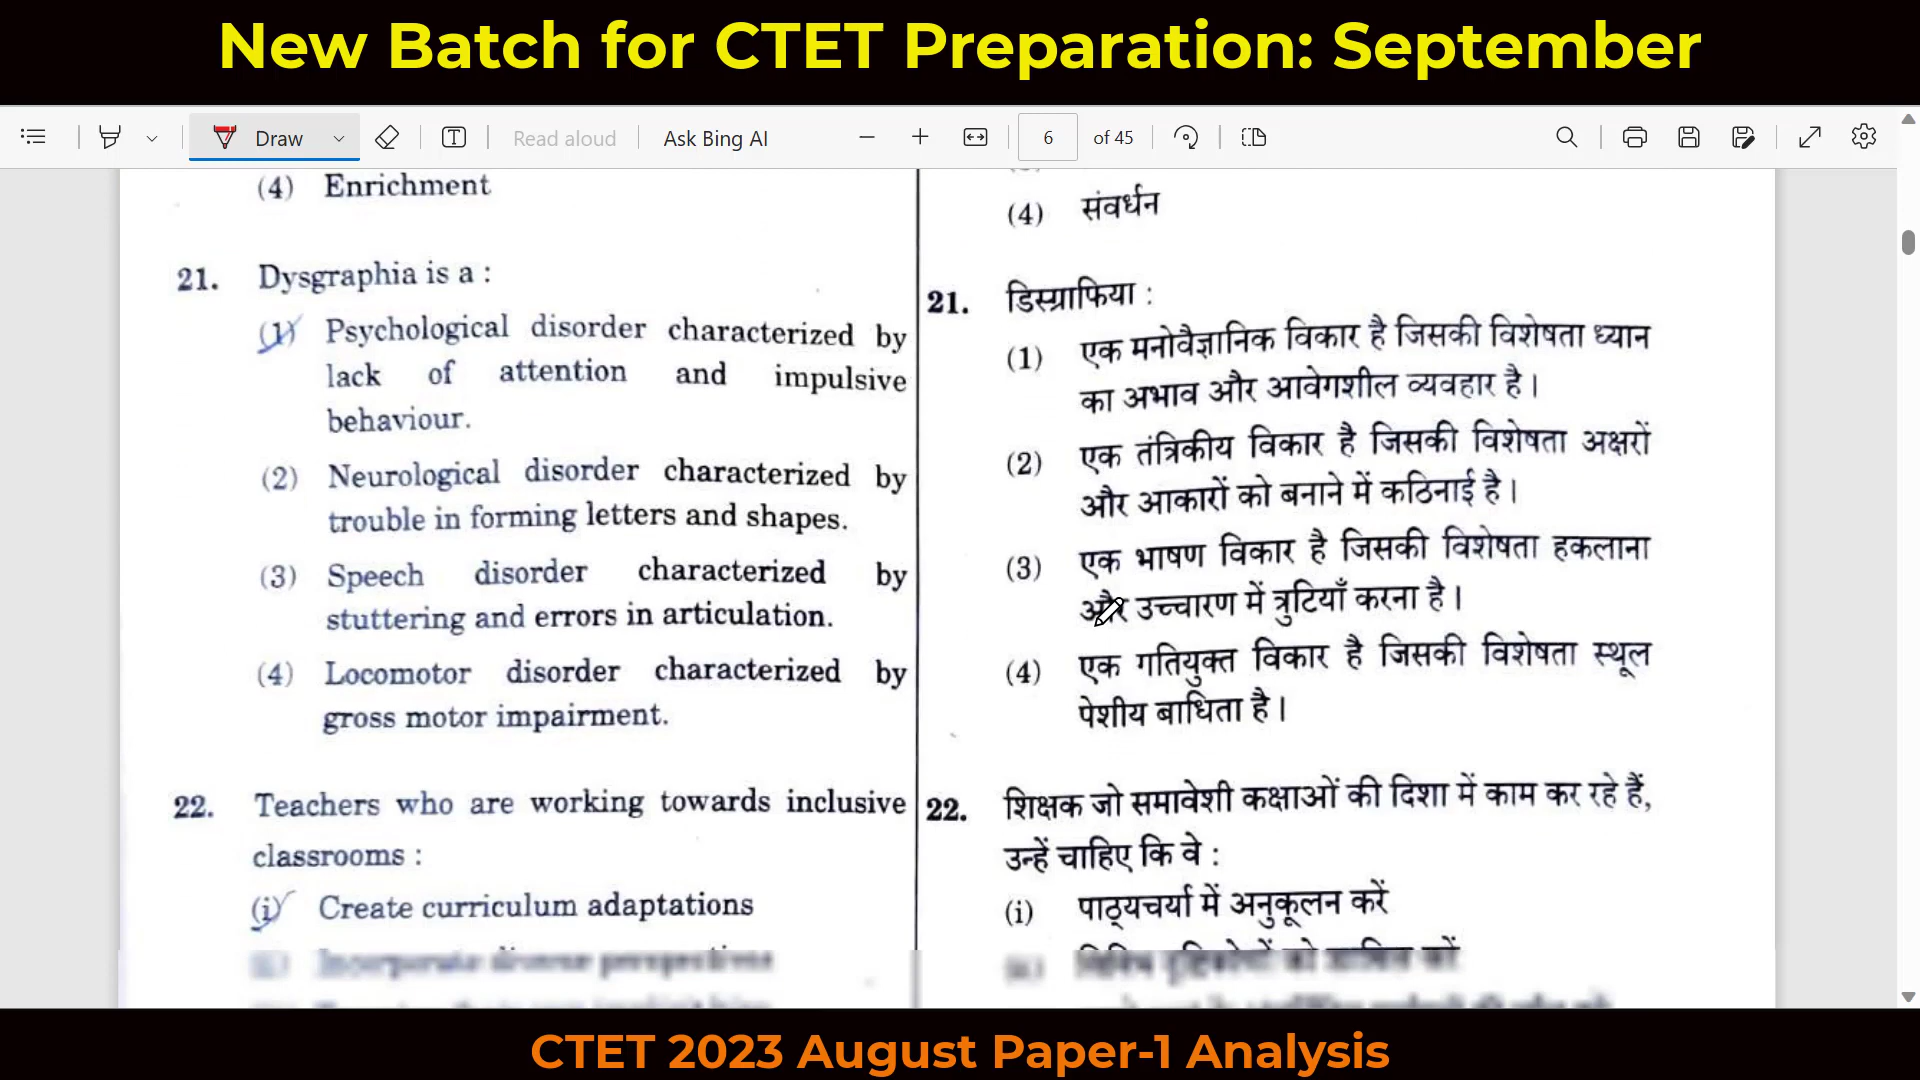 New Batch for CTET Preparation: September
Draw
Read aloud
Ask Bing AI
6
of 45
(4) Enrichment
21. Dysgraphia is a :
(1) Psychological disorder characterized by
lack of attention and impulsive
behaviour.
(2) Neurological disorder characterized by
trouble in forming letters and shapes.
(3) Speech disorder characterized by
stuttering and errors in articulation.
(4) Locomotor disorder characterized by
gross motor impairment.
22. Teachers who are working towards inclusive
classrooms :
(i) Create curriculum adaptations
(ii) Incorporate diverse perspectives
(4) संवर्धन
21. डिस्ग्राफिया :
(1) एक मनोवैज्ञानिक विकार है जिसकी विशेषता ध्यान
का अभाव और आवेगशील व्यवहार है।
(2) एक तंत्रिकीय विकार है जिसकी विशेषता अक्षरों
और आकारों को बनाने में कठिनाई है।
(3) एक भाषण विकार है जिसकी विशेषता हकलाना
और उच्चारण में त्रुटियाँ करना है।
(4) एक गतियुक्त विकार है जिसकी विशेषता स्थूल
पेशीय बाधिता है।
22. शिक्षक जो समावेशी कक्षाओं की दिशा में काम कर रहे हैं,
उन्हें चाहिए कि वे :
(i) पाठ्यचर्या में अनुकूलन करें
CTET 2023 August Paper-1 Analysis